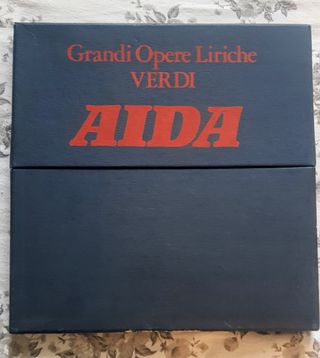 Grandi Opere Liriche
VERDI
AIDA